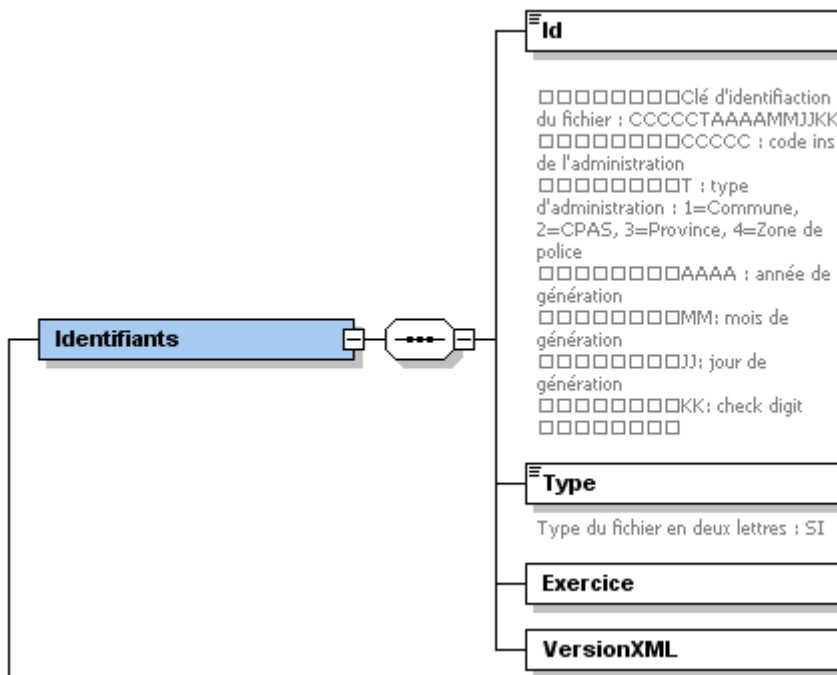 Id
□□□□□□□□Clé d'identifiaction
du fichier : CCCCCTAAAAMMJJKK
□□□□□□□□CCCCC : code ins
de l'administration
□□□□□□□□T : type
d'administration : 1=Commune,
2=CPAS, 3=Province, 4=Zone de
police
□□□□□□□□AAAA : année de
génération
□□□□□□□□MM: mois de
génération
□□□□□□□□JJ: jour de
génération
□□□□□□□□KK: check digit
□□□□□□□□
Identifiants
Type
Type du fichier en deux lettres : SI
Exercice
VersionXML